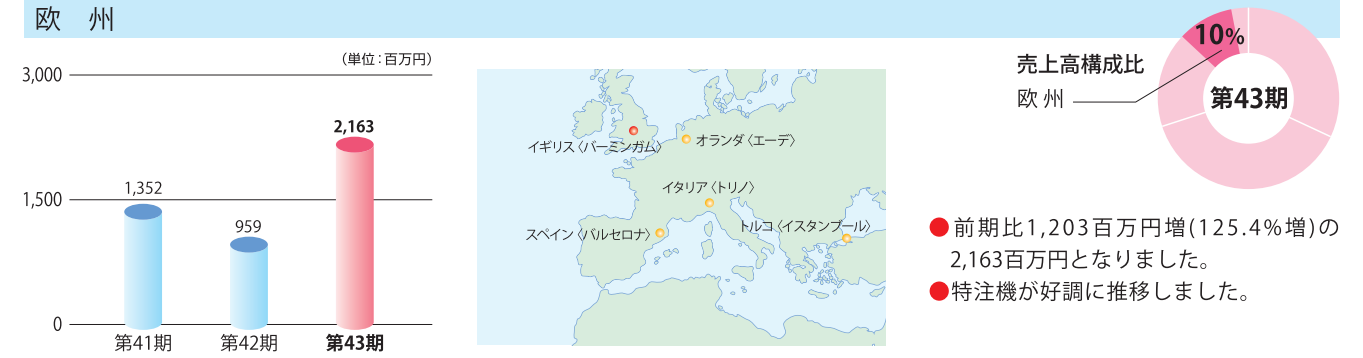 欧 州
（単位：百万円）
3,000
1,500
0
1,352
959
2,163
第41期
第42期
第43期
イギリス〈バーミンガム〉
オランダ〈エーデ〉
イタリア〈トリノ〉
スペイン〈バルセロナ〉
トルコ〈イスタンブール〉
売上高構成比
欧 州
10%
第43期
●前期比1,203百万円増(125.4%増)の
2,163百万円となりました。
●特注機が好調に推移しました。